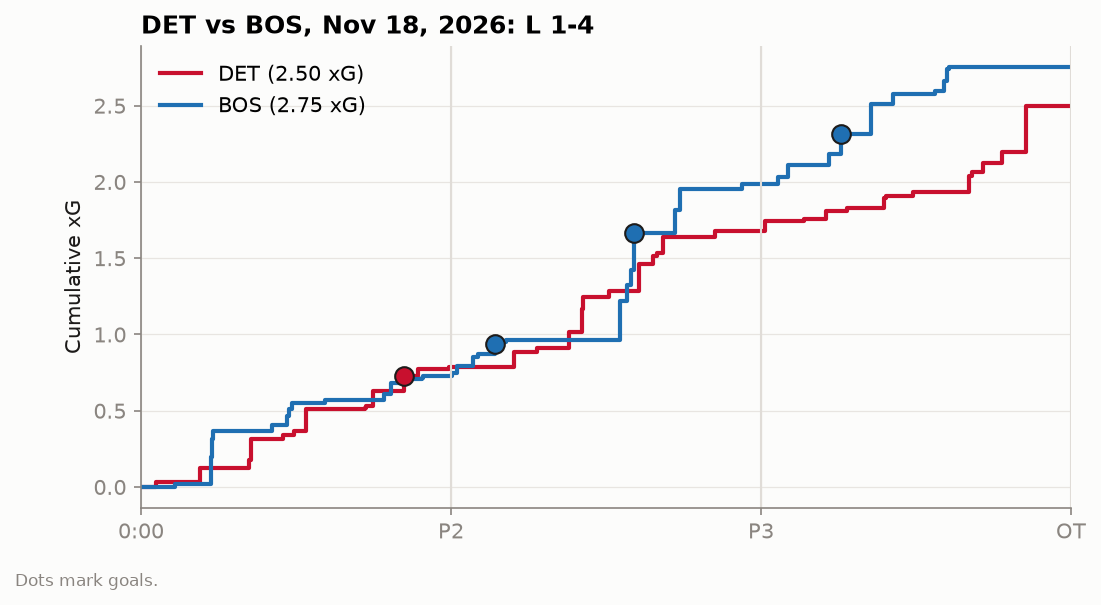 DET vs BOS, Nov 18, 2026: L 1-4
DET (2.50 xG)
BOS (2.75 xG)
Cumulative xG
2.5
2.0
1.5
1.0
0.5
0.0
0:00
P2
P3
OT
Dots mark goals.